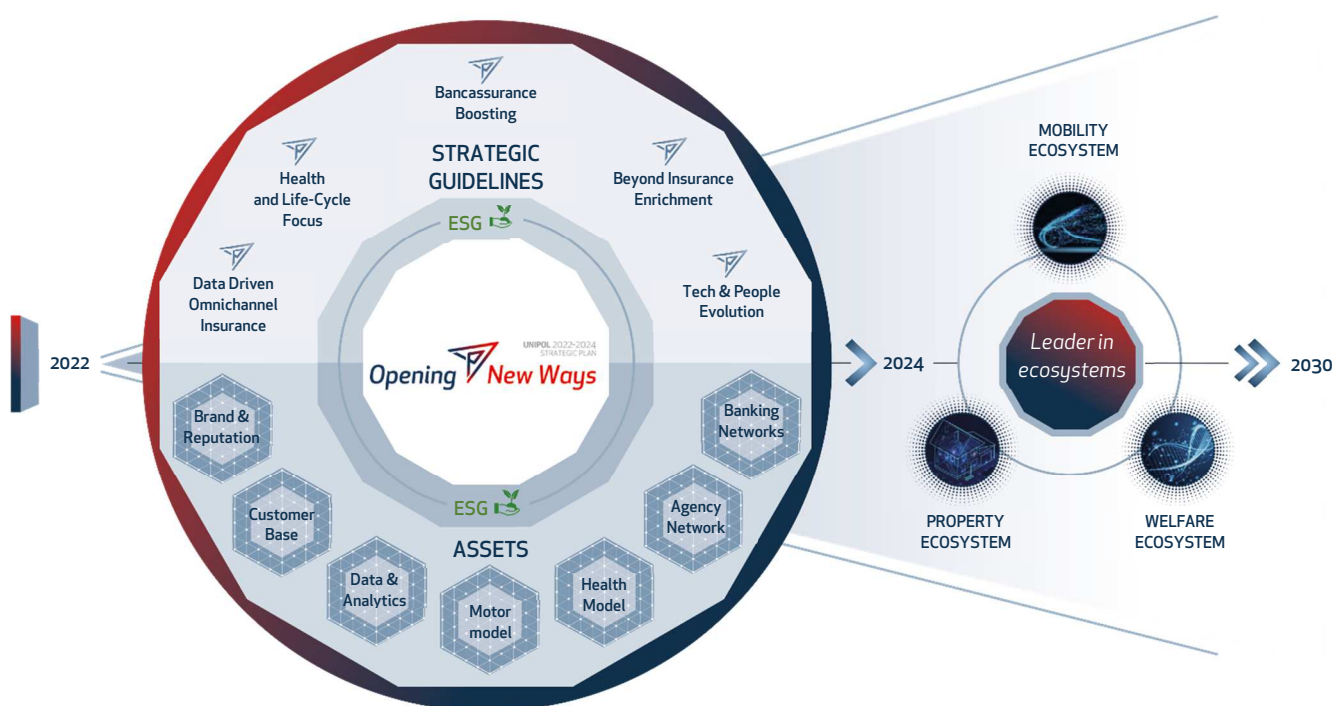 Bancassurance
Boosting
STRATEGIC
GUIDELINES
Health
and Life-Cycle
Focus
Beyond Insurance
Enrichment
Data Driven
Omnichannel
Insurance
Tech & People
Evolution
ESG
UNIPOL 2022-2024
STRATEGIC PLAN
Opening New Ways
ESG
ASSETS
Brand &
Reputation
Customer
Base
Data &
Analytics
Motor
model
Health
Model
Agency
Network
Banking
Networks
2022
2024
MOBILITY
ECOSYSTEM
Leader in
ecosystems
PROPERTY
ECOSYSTEM
WELFARE
ECOSYSTEM
2030